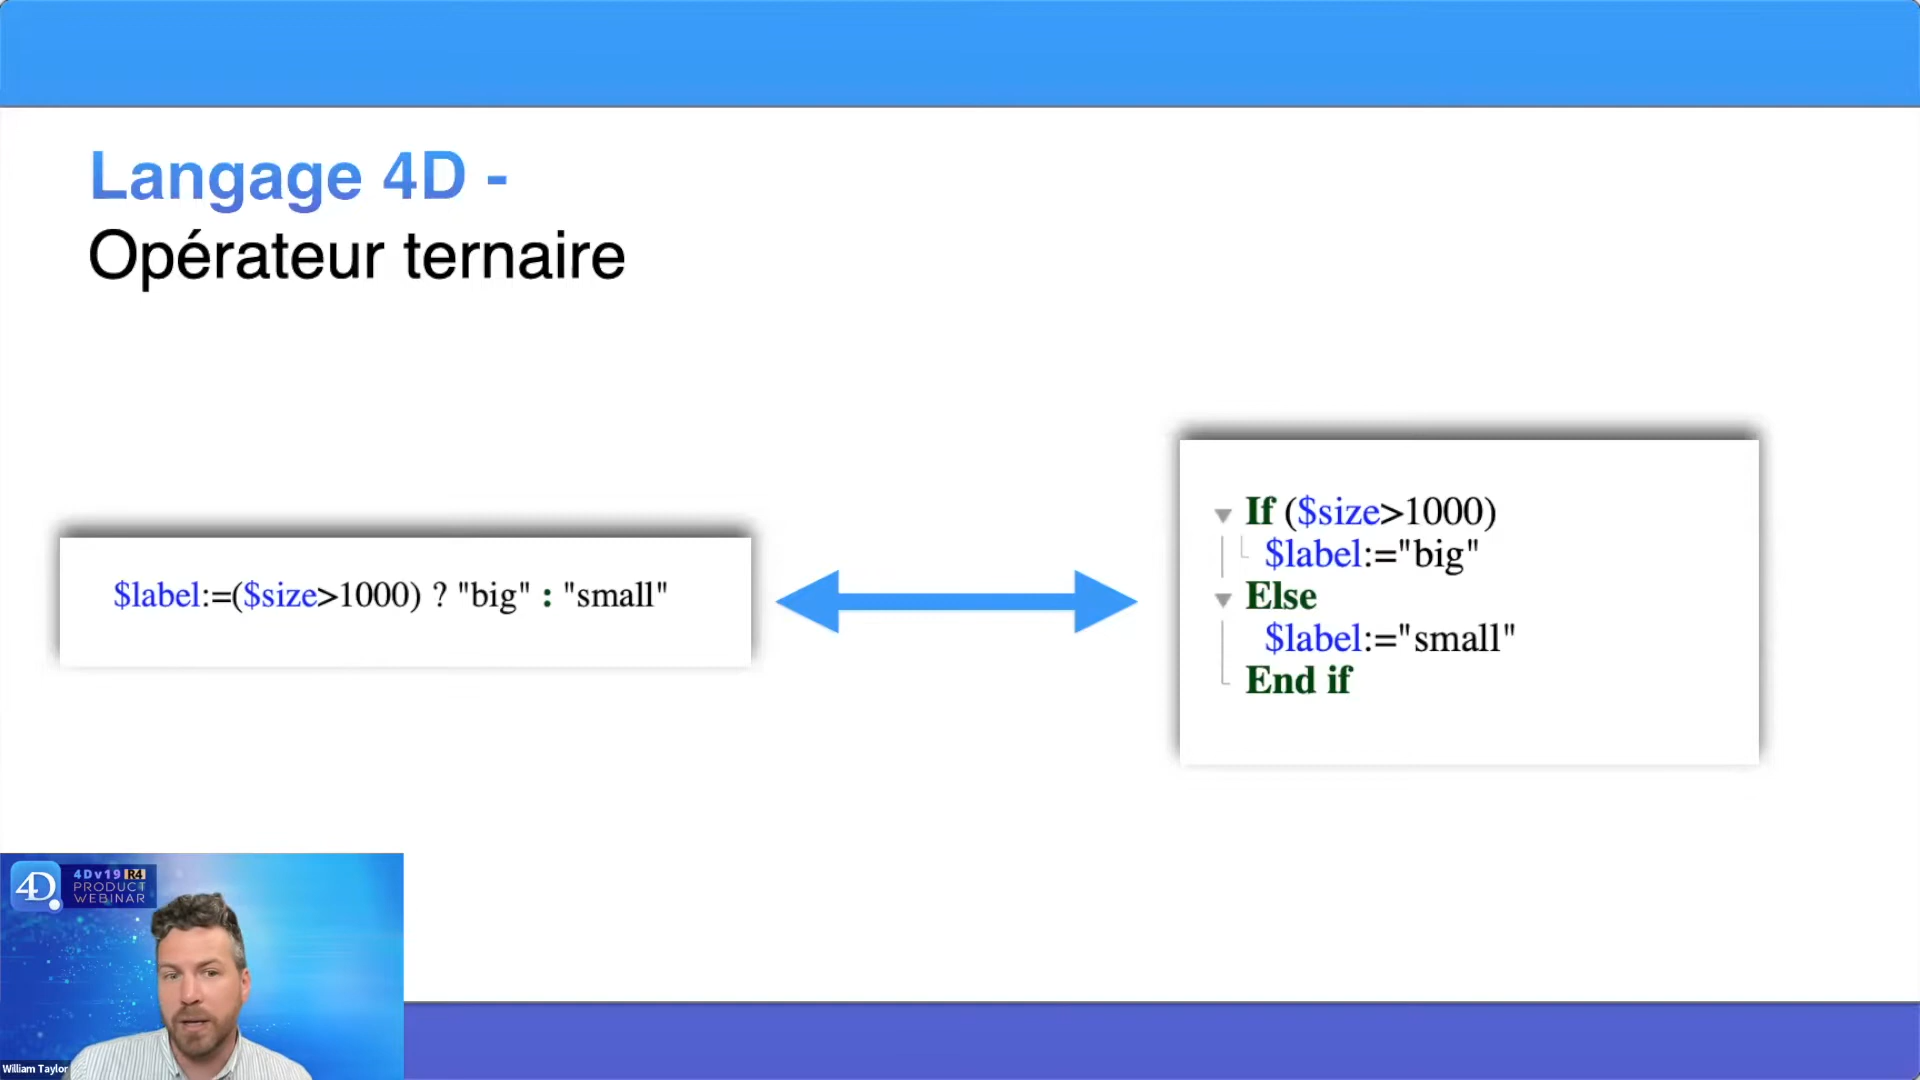 Langage 4D -
Opérateur ternaire
$label:=($size>1000) ? "big" : "small"
If ($size>1000)
$label:="big"
Else
$label:="small"
End if
4D
4Dv19 R4
PRODUCT
WEBINAR
William Taylor